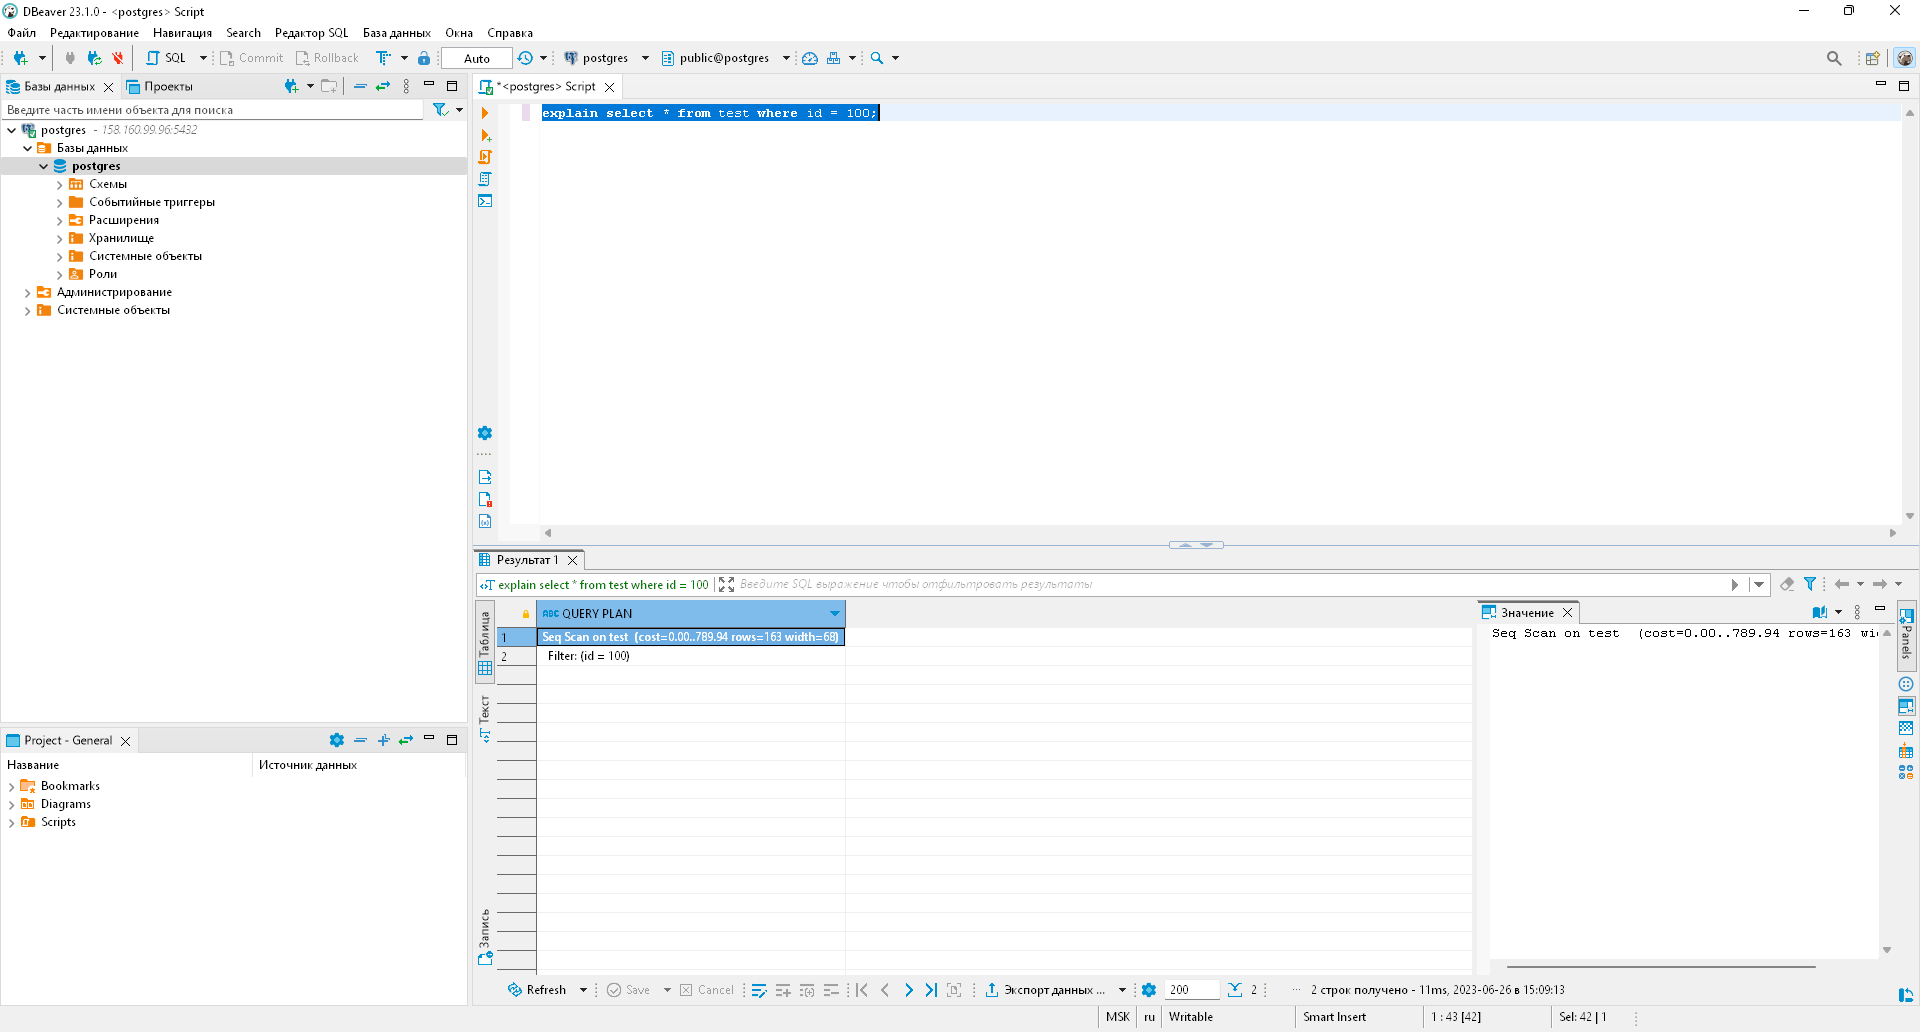 DBeaver 23.1.0 - <postgres> Script
Файл Редактирование Навигация Search Редактор SQL База данных Окна Справка
SQL Commit Rollback Auto postgres public@postgres
Базы данных Проекты
Введите часть имени объекта для поиска
postgres - 158.160.99.96:5432
Базы данных
postgres
Схемы
Событийные триггеры
Расширения
Хранилище
Системные объекты
Роли
Администрирование
Системные объекты
Project - General
Название Источник данных
Bookmarks
Diagrams
Scripts
*<postgres> Script
explain select * from test where id = 100;
Результат 1
explain select * from test where id = 100 Введите SQL выражение чтобы отфильтровать результаты
Таблица
Текст
Запись
ABC QUERY PLAN
1 Seq Scan on test (cost=0.00..789.94 rows=163 width=68)
2 Filter: (id = 100)
Значение
Seq Scan on test (cost=0.00..789.94 rows=163 wi
Panels
Refresh Save Cancel Экспорт данных ... 200 2 2 строк получено - 11ms, 2023-06-26 в 15:09:13
MSK ru Writable Smart Insert 1 : 43 [42] Sel: 42 | 1